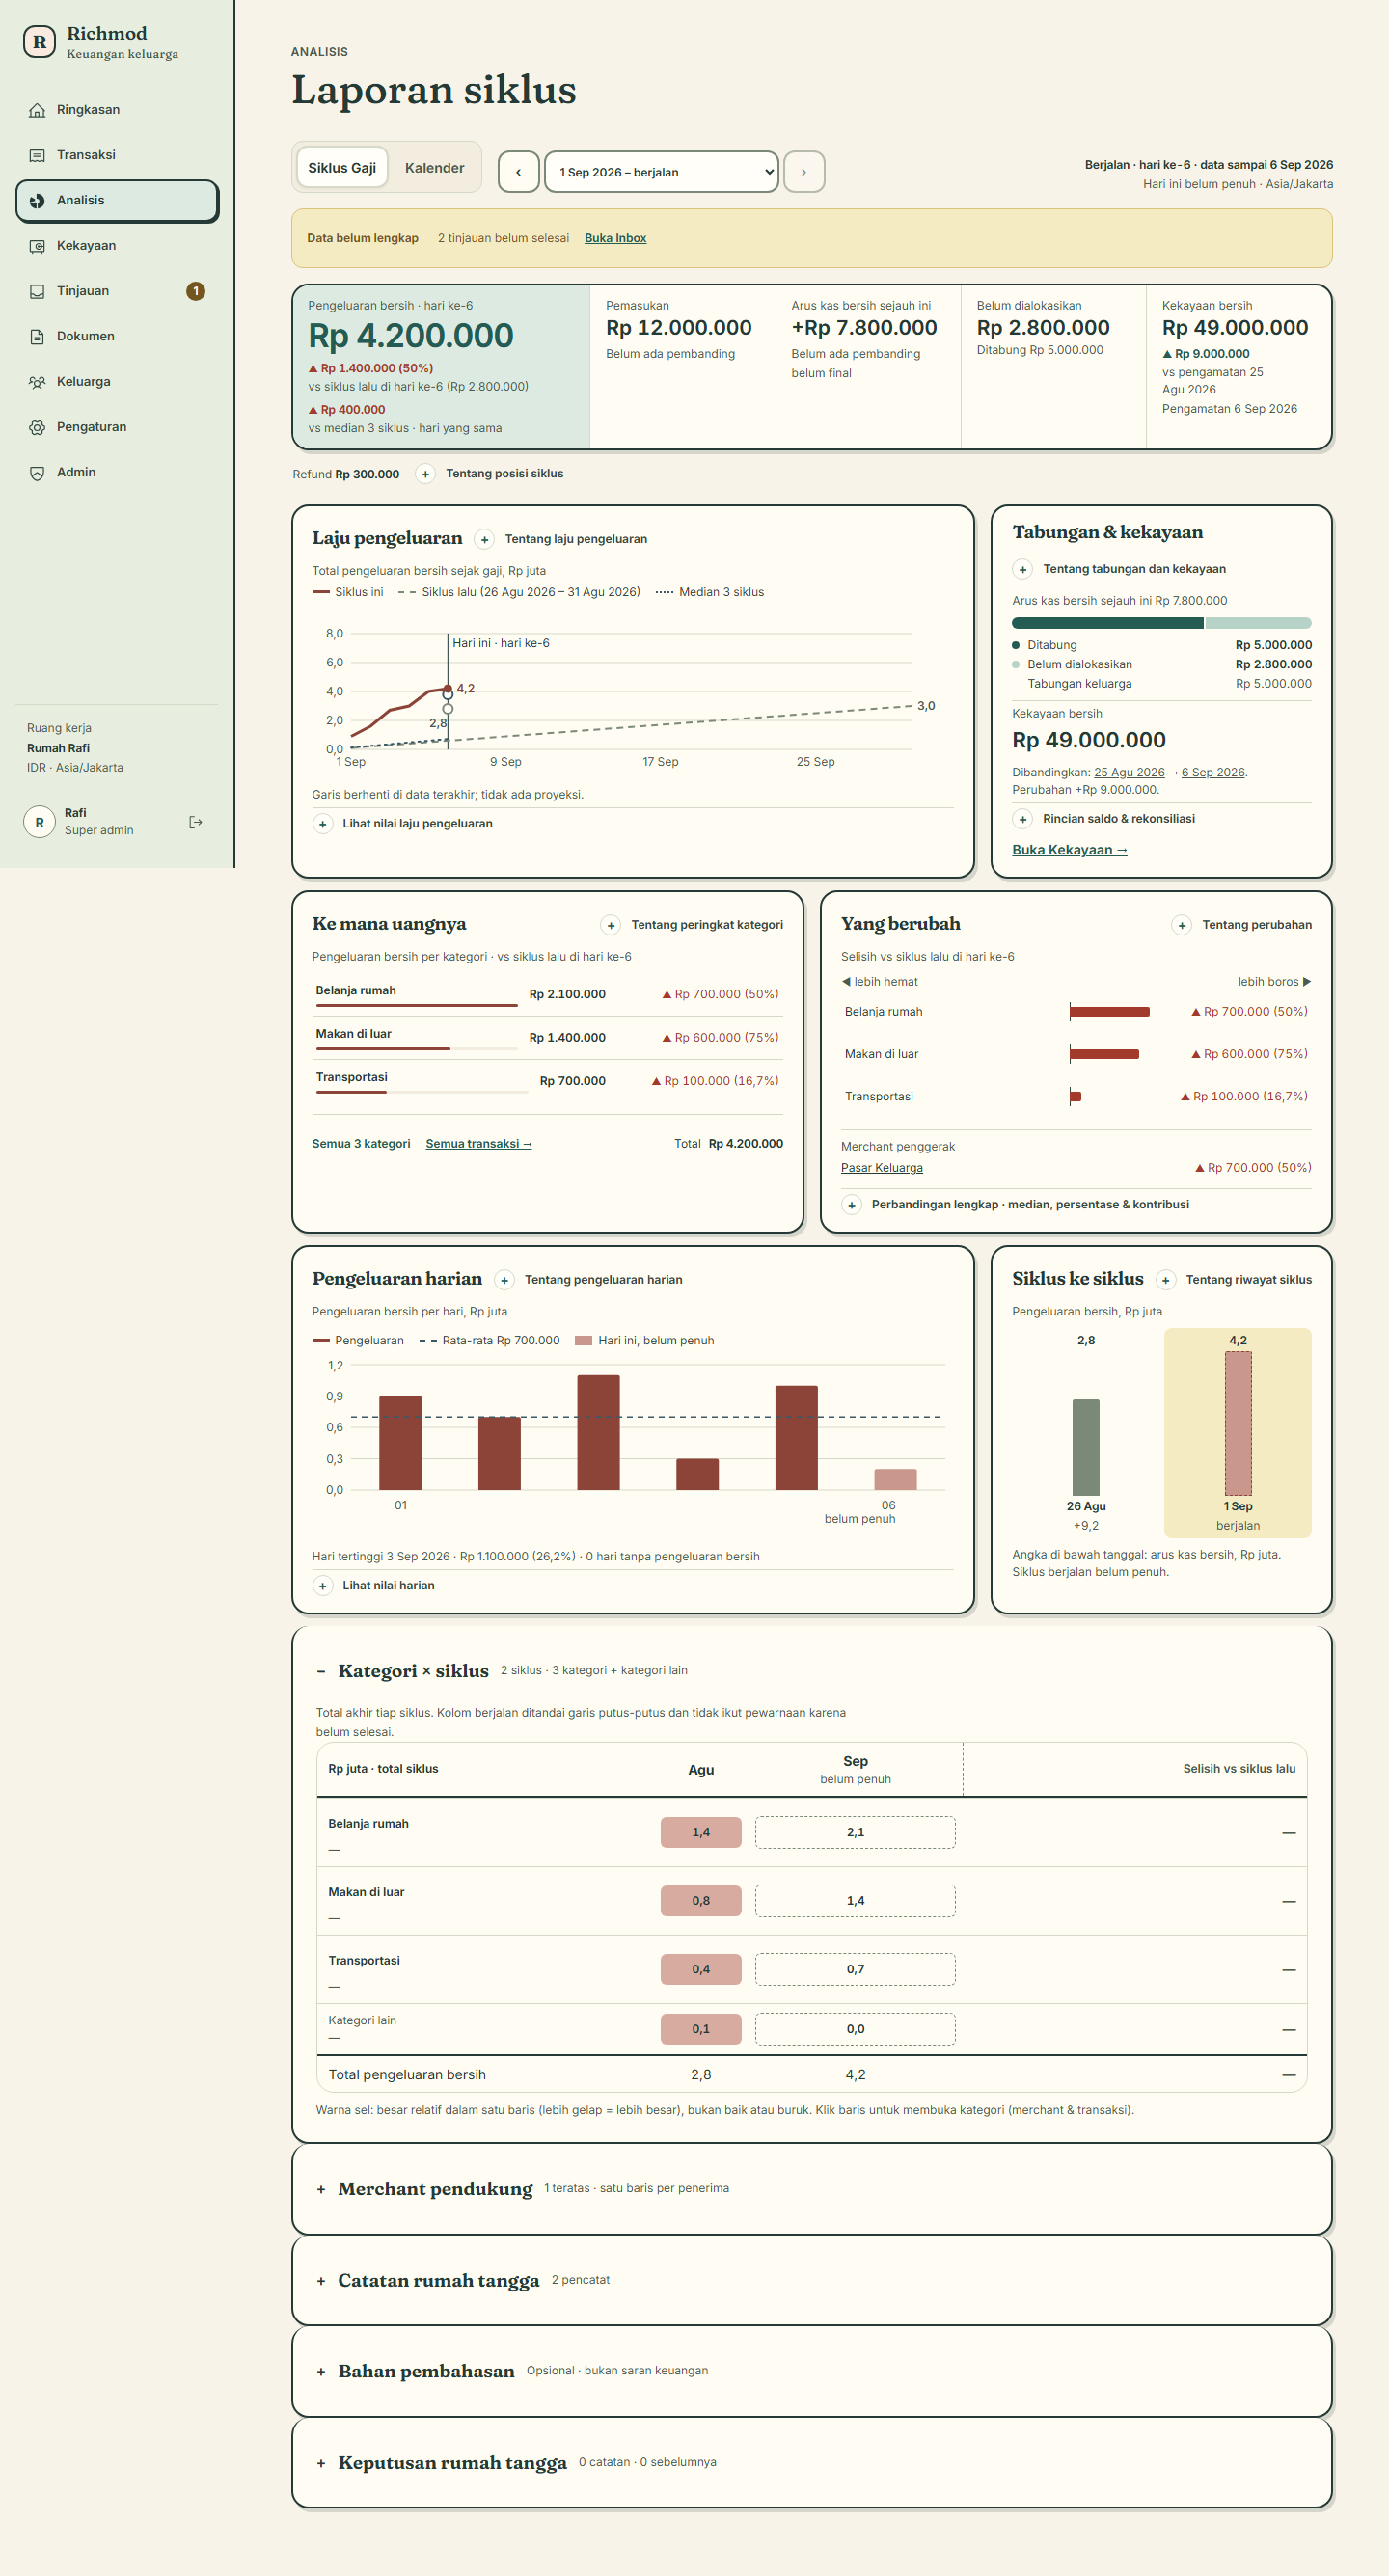 R
Richmod
Keuangan keluarga
Ringkasan
Transaksi
Analisis
Kekayaan
Tinjauan 1
Dokumen
Keluarga
Pengaturan
Admin
Ruang kerja
Rumah Rafi
IDR · Asia/Jakarta
R
Rafi
Super admin
ANALISIS
Laporan siklus
Siklus Gaji Kalender ‹ 1 Sep 2026 – berjalan ›
Berjalan · hari ke-6 · data sampai 6 Sep 2026
Hari ini belum penuh · Asia/Jakarta
Data belum lengkap 2 tinjauan belum selesai Buka Inbox
Pengeluaran bersih · hari ke-6
Rp 4.200.000
▲ Rp 1.400.000 (50%)
vs siklus lalu di hari ke-6 (Rp 2.800.000)
▲ Rp 400.000
vs median 3 siklus · hari yang sama
Pemasukan
Rp 12.000.000
Belum ada pembanding
Arus kas bersih sejauh ini
+Rp 7.800.000
Belum ada pembanding
belum final
Belum dialokasikan
Rp 2.800.000
Ditabung Rp 5.000.000
Kekayaan bersih
Rp 49.000.000
▲ Rp 9.000.000
vs pengamatan 25
Agu 2026
Pengamatan 6 Sep 2026
Refund Rp 300.000 + Tentang posisi siklus
Laju pengeluaran + Tentang laju pengeluaran
Total pengeluaran bersih sejak gaji, Rp juta
Siklus ini Siklus lalu (26 Agu 2026 – 31 Agu 2026) Median 3 siklus
8,0
Hari ini · hari ke-6
6,0
4,0
4,2
2,0
2,8
3,0
0,0
1 Sep 9 Sep 17 Sep 25 Sep
Garis berhenti di data terakhir; tidak ada proyeksi.
+ Lihat nilai laju pengeluaran
Tabungan & kekayaan
+ Tentang tabungan dan kekayaan
Arus kas bersih sejauh ini Rp 7.800.000
Ditabung Rp 5.000.000
Belum dialokasikan Rp 2.800.000
Tabungan keluarga Rp 5.000.000
Kekayaan bersih
Rp 49.000.000
Dibandingkan: 25 Agu 2026 → 6 Sep 2026.
Perubahan +Rp 9.000.000.
+ Rincian saldo & rekonsiliasi
Buka Kekayaan →
Ke mana uangnya + Tentang peringkat kategori
Pengeluaran bersih per kategori · vs siklus lalu di hari ke-6
Belanja rumah Rp 2.100.000 ▲ Rp 700.000 (50%)
Makan di luar Rp 1.400.000 ▲ Rp 600.000 (75%)
Transportasi Rp 700.000 ▲ Rp 100.000 (16,7%)
Semua 3 kategori Semua transaksi → Total Rp 4.200.000
Yang berubah + Tentang perubahan
Selisih vs siklus lalu di hari ke-6
◀ lebih hemat lebih boros ▶
Belanja rumah ▲ Rp 700.000 (50%)
Makan di luar ▲ Rp 600.000 (75%)
Transportasi ▲ Rp 100.000 (16,7%)
Merchant penggerak
Pasar Keluarga ▲ Rp 700.000 (50%)
+ Perbandingan lengkap · median, persentase & kontribusi
Pengeluaran harian + Tentang pengeluaran harian
Pengeluaran bersih per hari, Rp juta
Pengeluaran Rata-rata Rp 700.000 Hari ini, belum penuh
1,2
0,9
0,6
0,3
0,0
01 06
belum penuh
Hari tertinggi 3 Sep 2026 · Rp 1.100.000 (26,2%) · 0 hari tanpa pengeluaran bersih
+ Lihat nilai harian
Siklus ke siklus + Tentang riwayat siklus
Pengeluaran bersih, Rp juta
2,8 4,2
26 Agu 1 Sep
+9,2 berjalan
Angka di bawah tanggal: arus kas bersih, Rp juta.
Siklus berjalan belum penuh.
– Kategori × siklus 2 siklus · 3 kategori + kategori lain
Total akhir tiap siklus. Kolom berjalan ditandai garis putus-putus dan tidak ikut pewarnaan karena
belum selesai.
Rp juta · total siklus Agu Sep Selisih vs siklus lalu
belum penuh
Belanja rumah 1,4 2,1 —
—
Makan di luar 0,8 1,4 —
—
Transportasi 0,4 0,7 —
—
Kategori lain 0,1 0,0 —
—
Total pengeluaran bersih 2,8 4,2 —
Warna sel: besar relatif dalam satu baris (lebih gelap = lebih besar), bukan baik atau buruk. Klik baris untuk membuka kategori (merchant & transaksi).
+ Merchant pendukung 1 teratas · satu baris per penerima
+ Catatan rumah tangga 2 pencatat
+ Bahan pembahasan Opsional · bukan saran keuangan
+ Keputusan rumah tangga 0 catatan · 0 sebelumnya